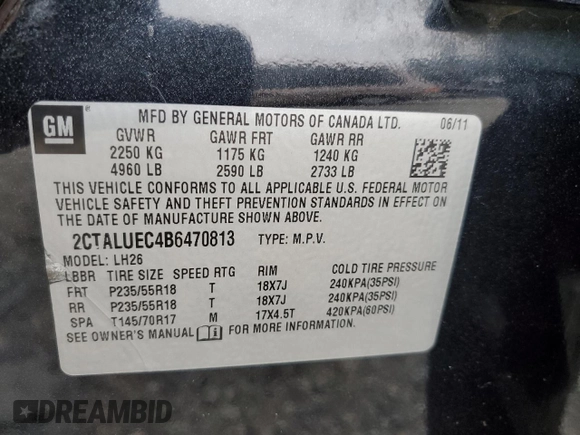 GM
MFD BY GENERAL MOTORS OF CANADA LTD. 06/11
GVWR GAWR FRT GAWR RR
2250 KG 1175 KG 1240 KG
4960 LB 2590 LB 2733 LB
THIS VEHICLE CONFORMS TO ALL APPLICABLE U.S. FEDERAL MOTOR
VEHICLE SAFETY AND THEFT PREVENTION STANDARDS IN EFFECT ON
THE DATE OF MANUFACTURE SHOWN ABOVE.
2CTALUEC4B6470813 TYPE: M.P.V.
MODEL: LH26
LBBR TIRE SIZE SPEED RTG RIM COLD TIRE PRESSURE
FRT P235/55R18 T 18X7J 240KPA(35PSI)
RR P235/55R18 T 18X7J 240KPA(35PSI)
SPA T145/70R17 M 17X4.5T 420KPA(60PSI)
SEE OWNER'S MANUAL FOR MORE INFORMATION
DREAMBID